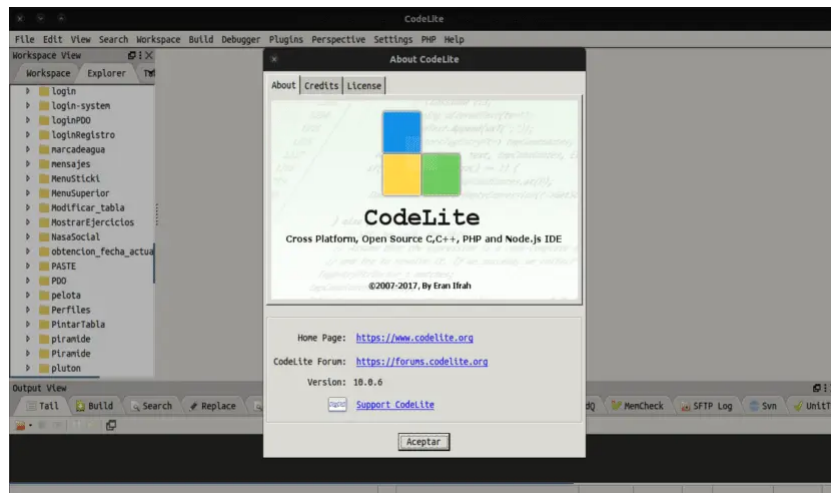 CodeLite
File Edit View Search Workspace Build Debugger Plugins Perspective Settings PHP Help
Workspace View
Workspace Explorer
login
login-system
loginPDO
loginRegistro
marcadeagua
mensajes
MenuSticki
MenuSuperior
Modificar_tabla
MostrarEjercicios
NasaSocial
obtencion_fecha_actua
PASTE
PDO
pelota
Perfiles
PintarTabla
piramide
Piramide
pluton
About CodeLite
About Credits License
CodeLite
Cross Platform, Open Source C,C++, PHP and Node.js IDE
©2007-2017, By Eran Ifrah
Home Page: https://www.codelite.org
CodeLite Forum: https://forums.codelite.org
Version: 10.0.6
Support CodeLite
Aceptar
Output View
Tail Build Search Replace MemCheck SFTP Log Svn UnitT